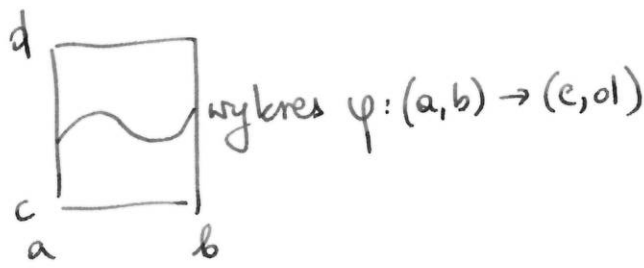 d
wykres φ: (a, b) → (c, d)
c
a b